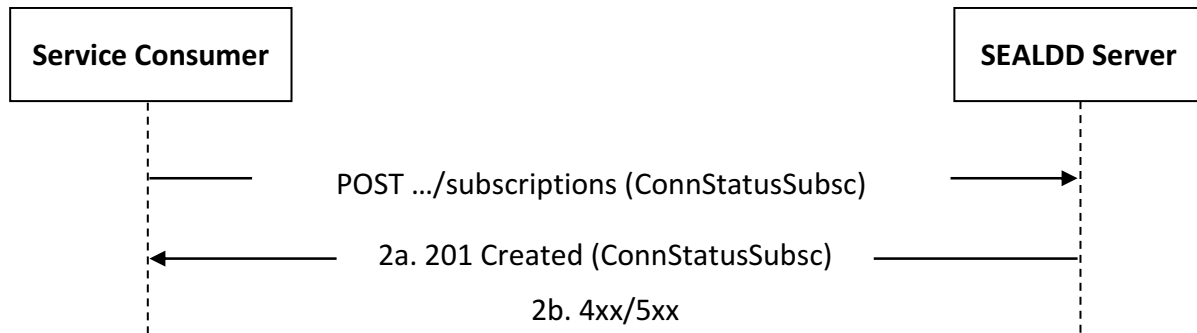 Service Consumer
SEALDD Server
POST .../subscriptions (ConnStatusSubsc)
2a. 201 Created (ConnStatusSubsc)
2b. 4xx/5xx